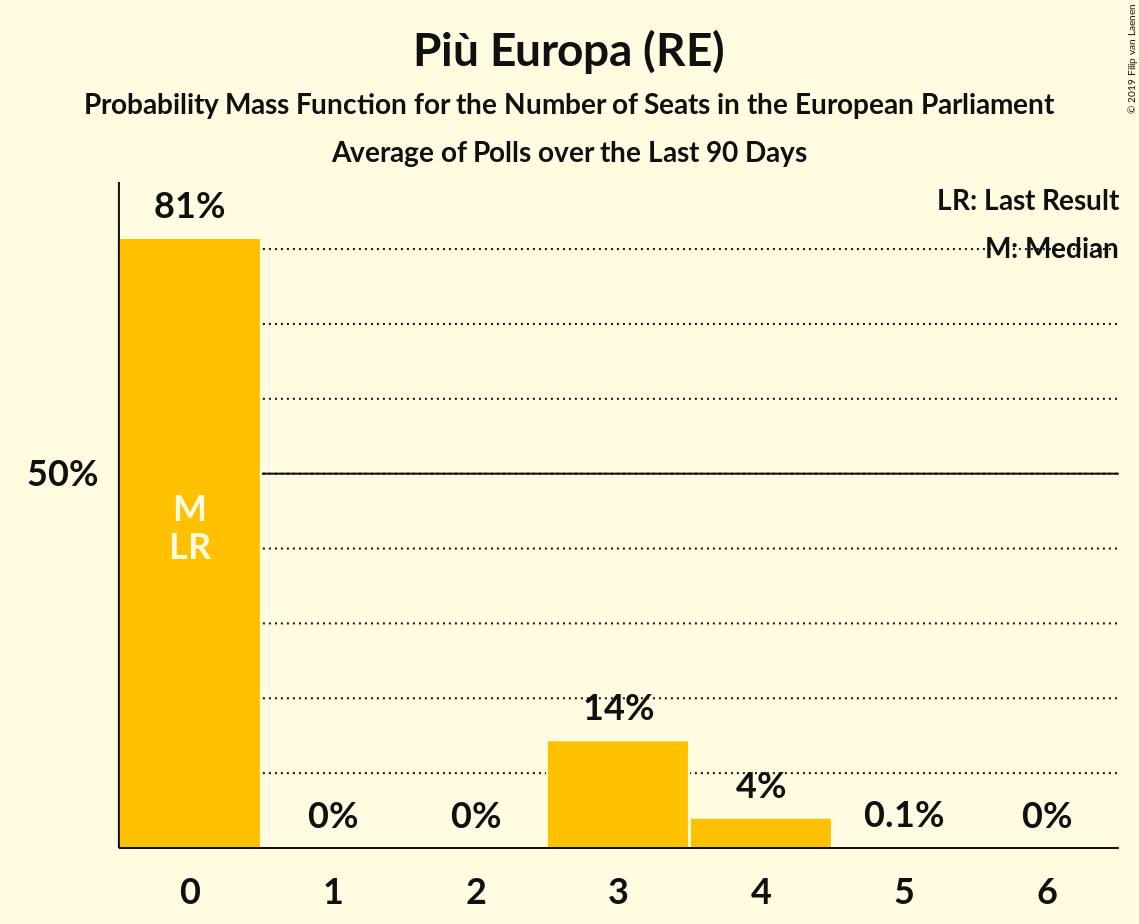 Più Europa (RE)
Probability Mass Function for the Number of Seats in the European Parliament
Average of Polls over the Last 90 Days
© 2019 Filip van Laenen
LR: Last Result
M: Median
81%
50%
M
LR
14%
4%
0%
0%
0.1%
0%
0
1
2
3
4
5
6